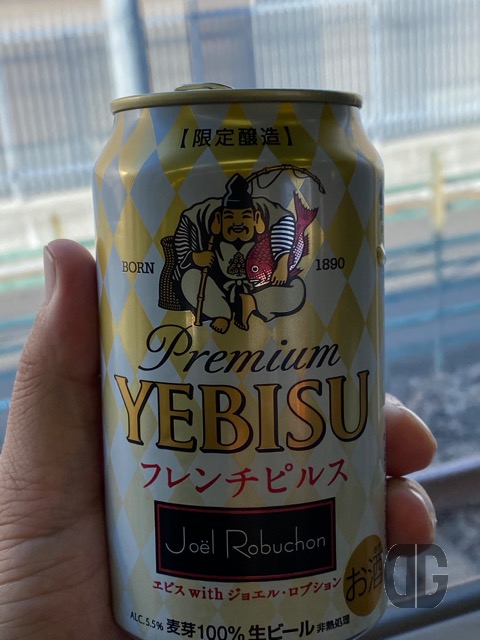 【限定醸造】
BORN 1890
Premium
YEBISU
フレンチピルス
Joël Robuchon
ヱビス with ジョエル・ロブション
お酒
ALC.5.5% 麦芽100% 生ビール 非熱処理
DG